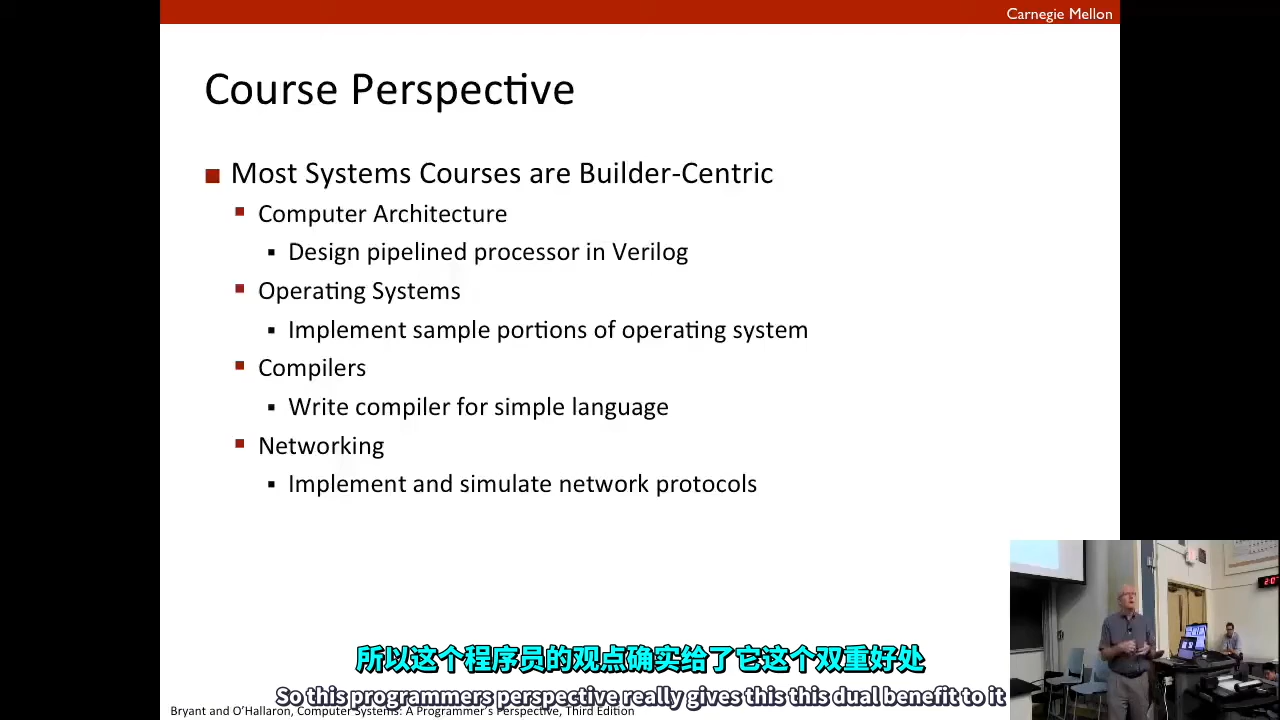 Carnegie Mellon
Course Perspective
Most Systems Courses are Builder-Centric
Computer Architecture
Design pipelined processor in Verilog
Operating Systems
Implement sample portions of operating system
Compilers
Write compiler for simple language
Networking
Implement and simulate network protocols
所以这个程序员的观点确实给了它这个双重好处
So this programmers perspective really gives this this dual benefit to it
Bryant and O'Hallaron, Computer Systems: A Programmer's Perspective, Third Edition